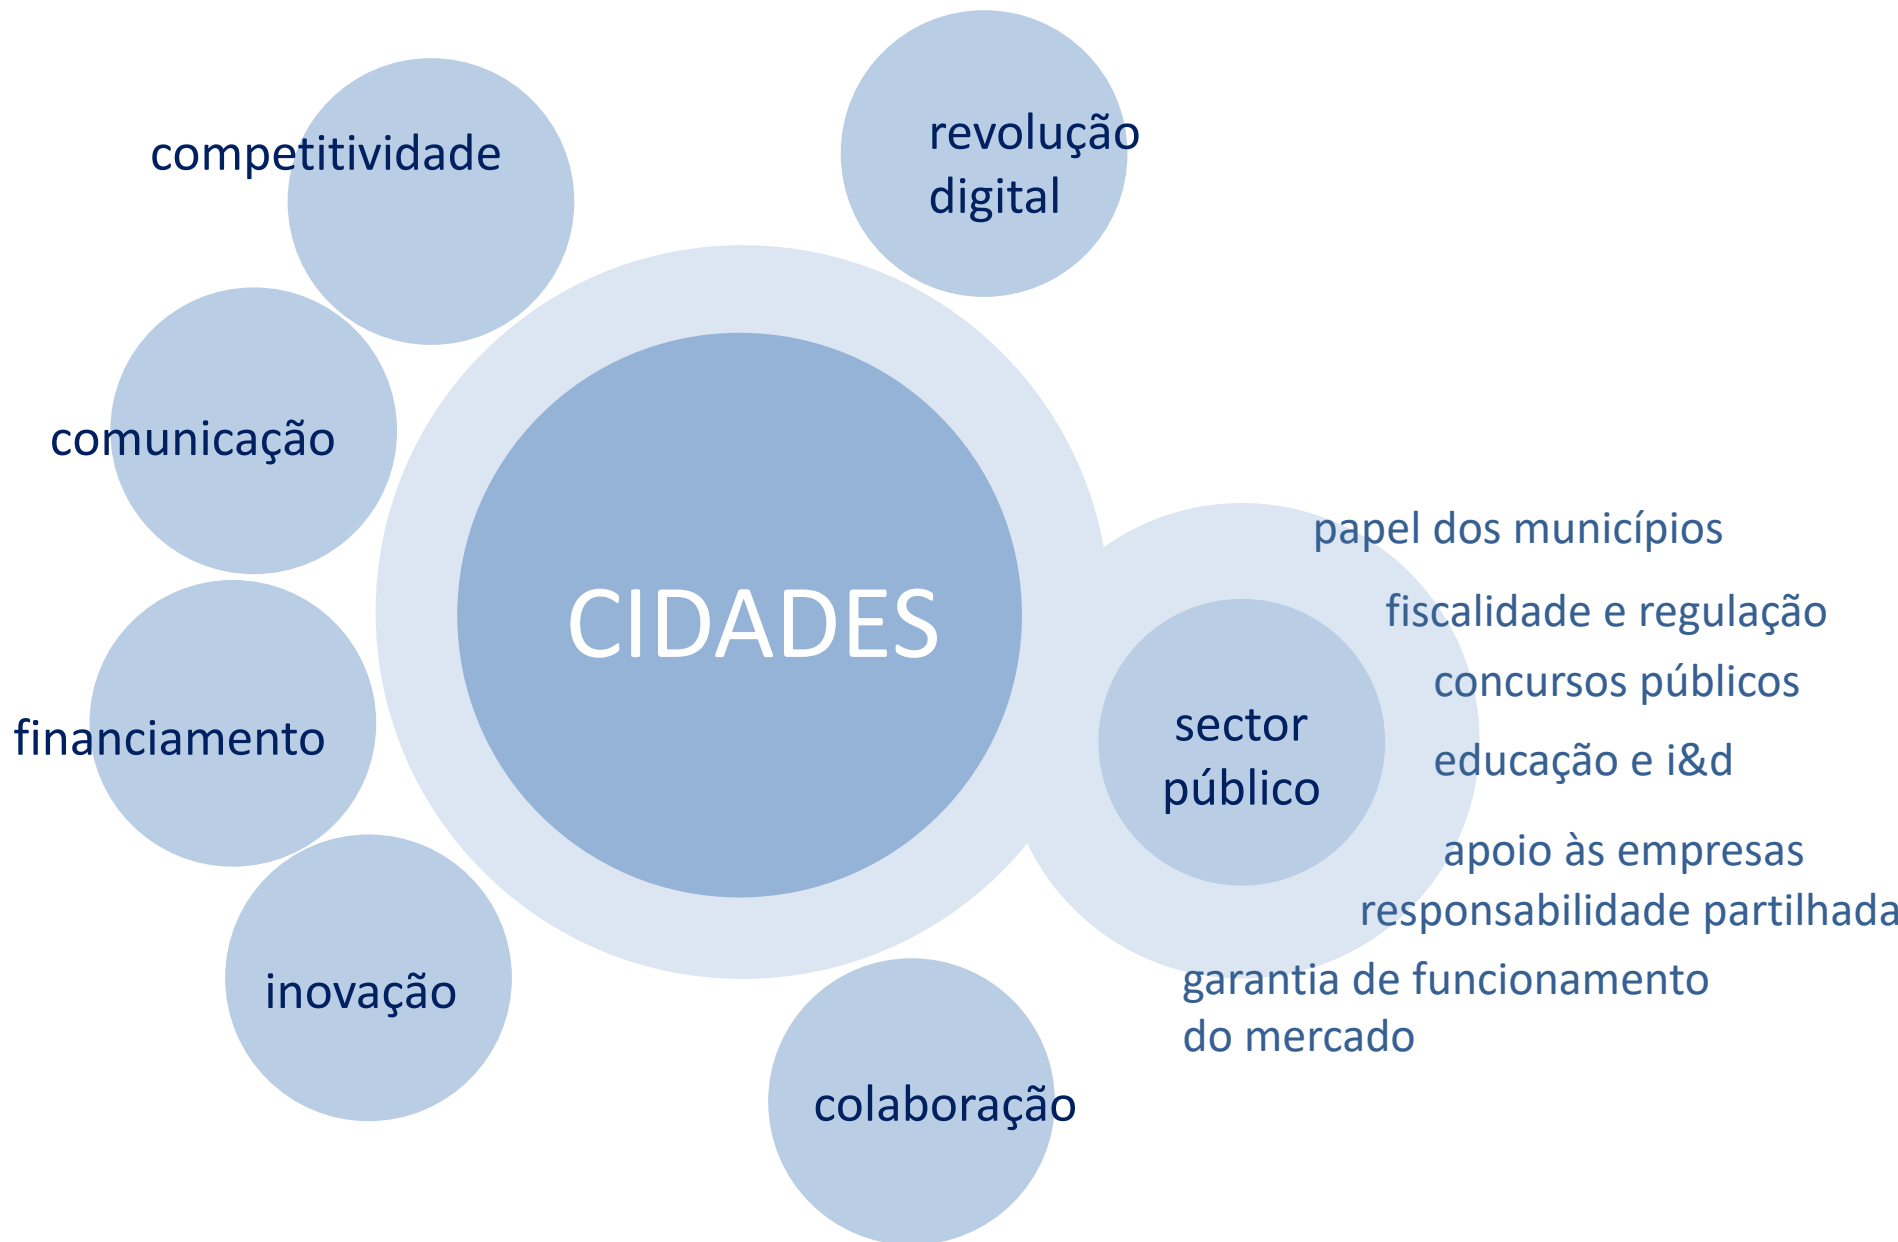 competitividade
revolução
digital
comunicação
CIDADES
papel dos municípios
fiscalidade e regulação
concursos públicos
sector
público
educação e i&d
financiamento
apoio às empresas
responsabilidade partilhada
garantia de funcionamento
do mercado
inovação
colaboração